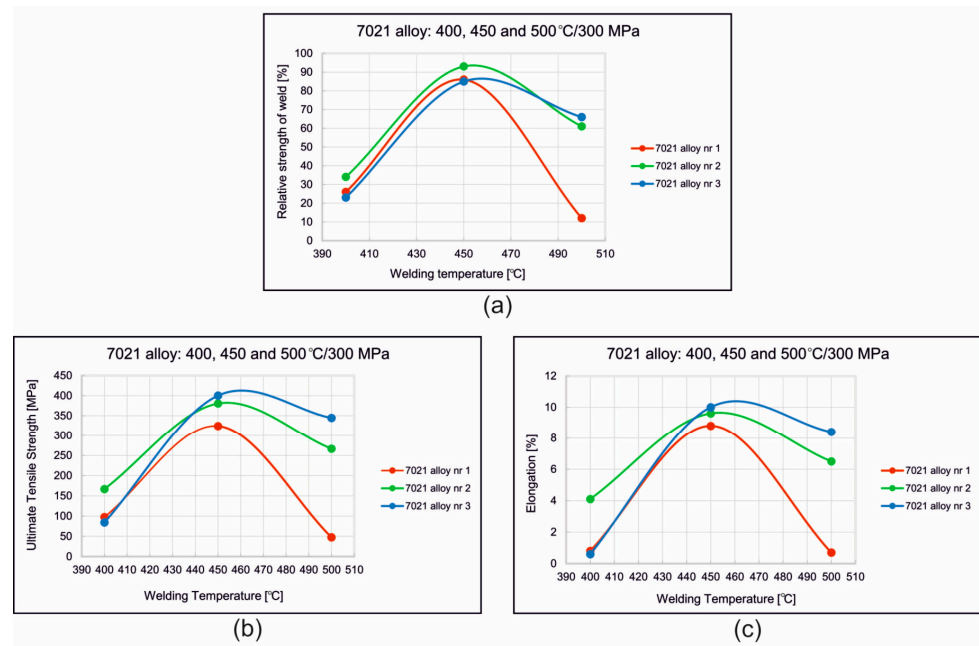 7021 alloy: 400, 450 and 500℃/300 MPa
Relative strength of weld [%]
100
90
80
70
60
50
40
30
20
10
0
390 410 430 450 470 490 510
Welding temperature [℃]
7021 alloy nr 1
7021 alloy nr 2
7021 alloy nr 3
(a)
7021 alloy: 400, 450 and 500℃/300 MPa
Ultimate Tensile Strength [MPa]
450
400
350
300
250
200
150
100
50
0
390 400 410 420 430 440 450 460 470 480 490 500 510
Welding Temperature [℃]
7021 alloy nr 1
7021 alloy nr 2
7021 alloy nr 3
(b)
7021 alloy: 400, 450 and 500℃/300 MPa
Elongation [%]
12
10
8
6
4
2
0
390 400 410 420 430 440 450 460 470 480 490 500 510
Welding Temperature [℃]
7021 alloy nr 1
7021 alloy nr 2
7021 alloy nr 3
(c)